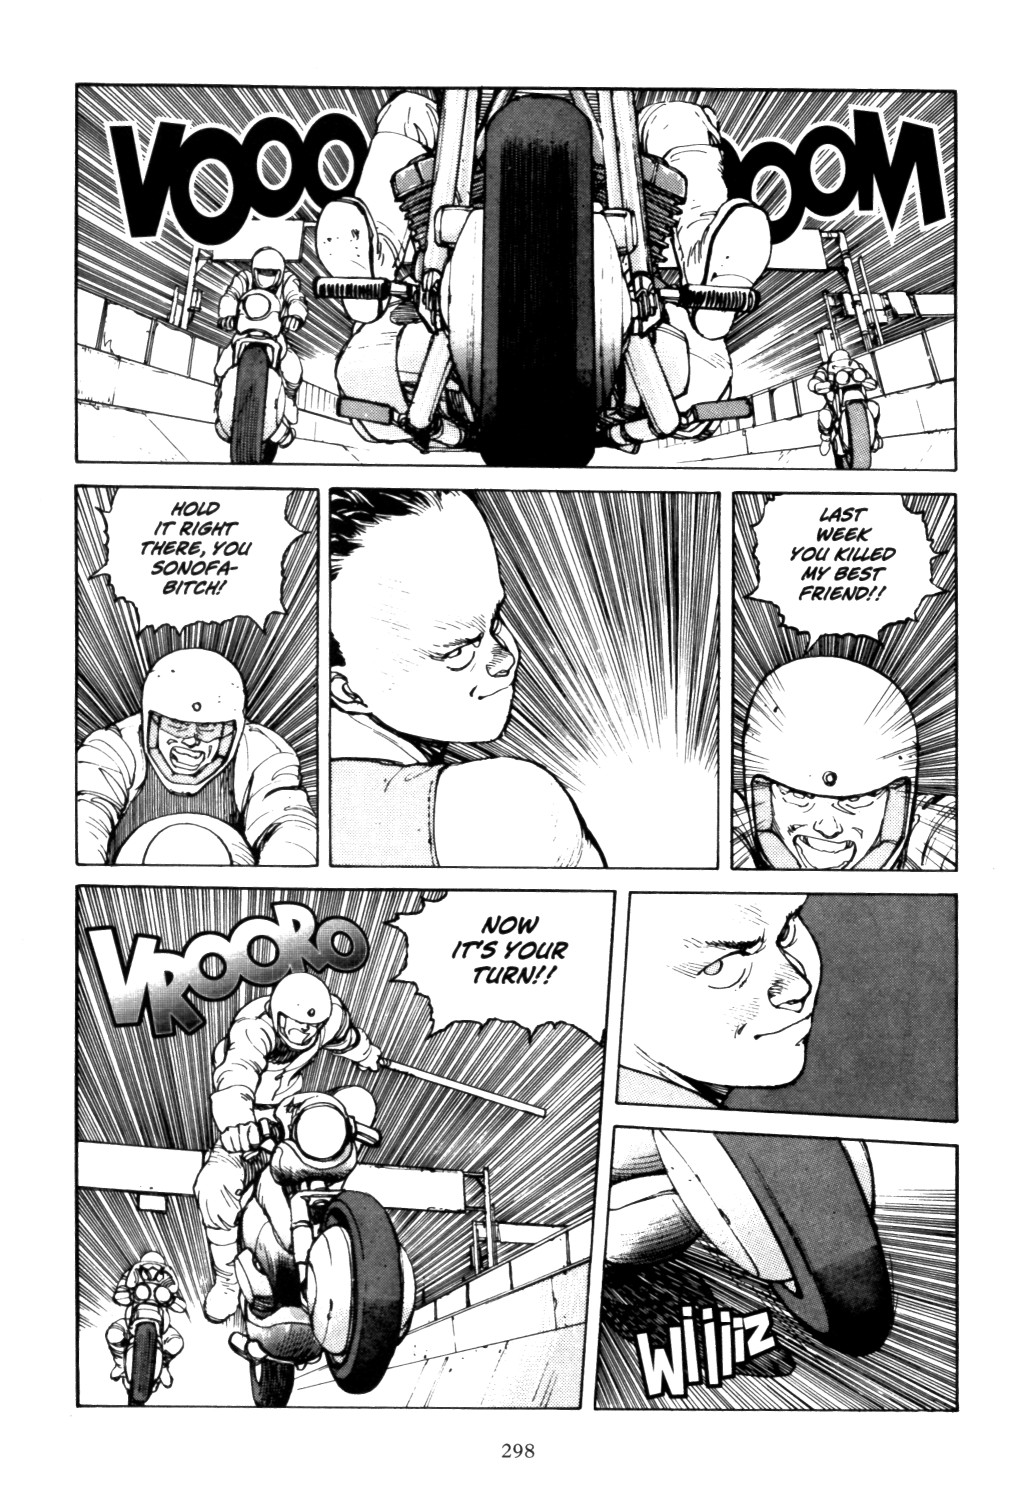 VOOO OOM
HOLD
IT RIGHT
THERE, YOU
SONOFA-
BITCH!
LAST
WEEK
YOU KILLED
MY BEST
FRIEND!!
VROORO
NOW
IT'S YOUR
TURN!!
WiiiiZ
298